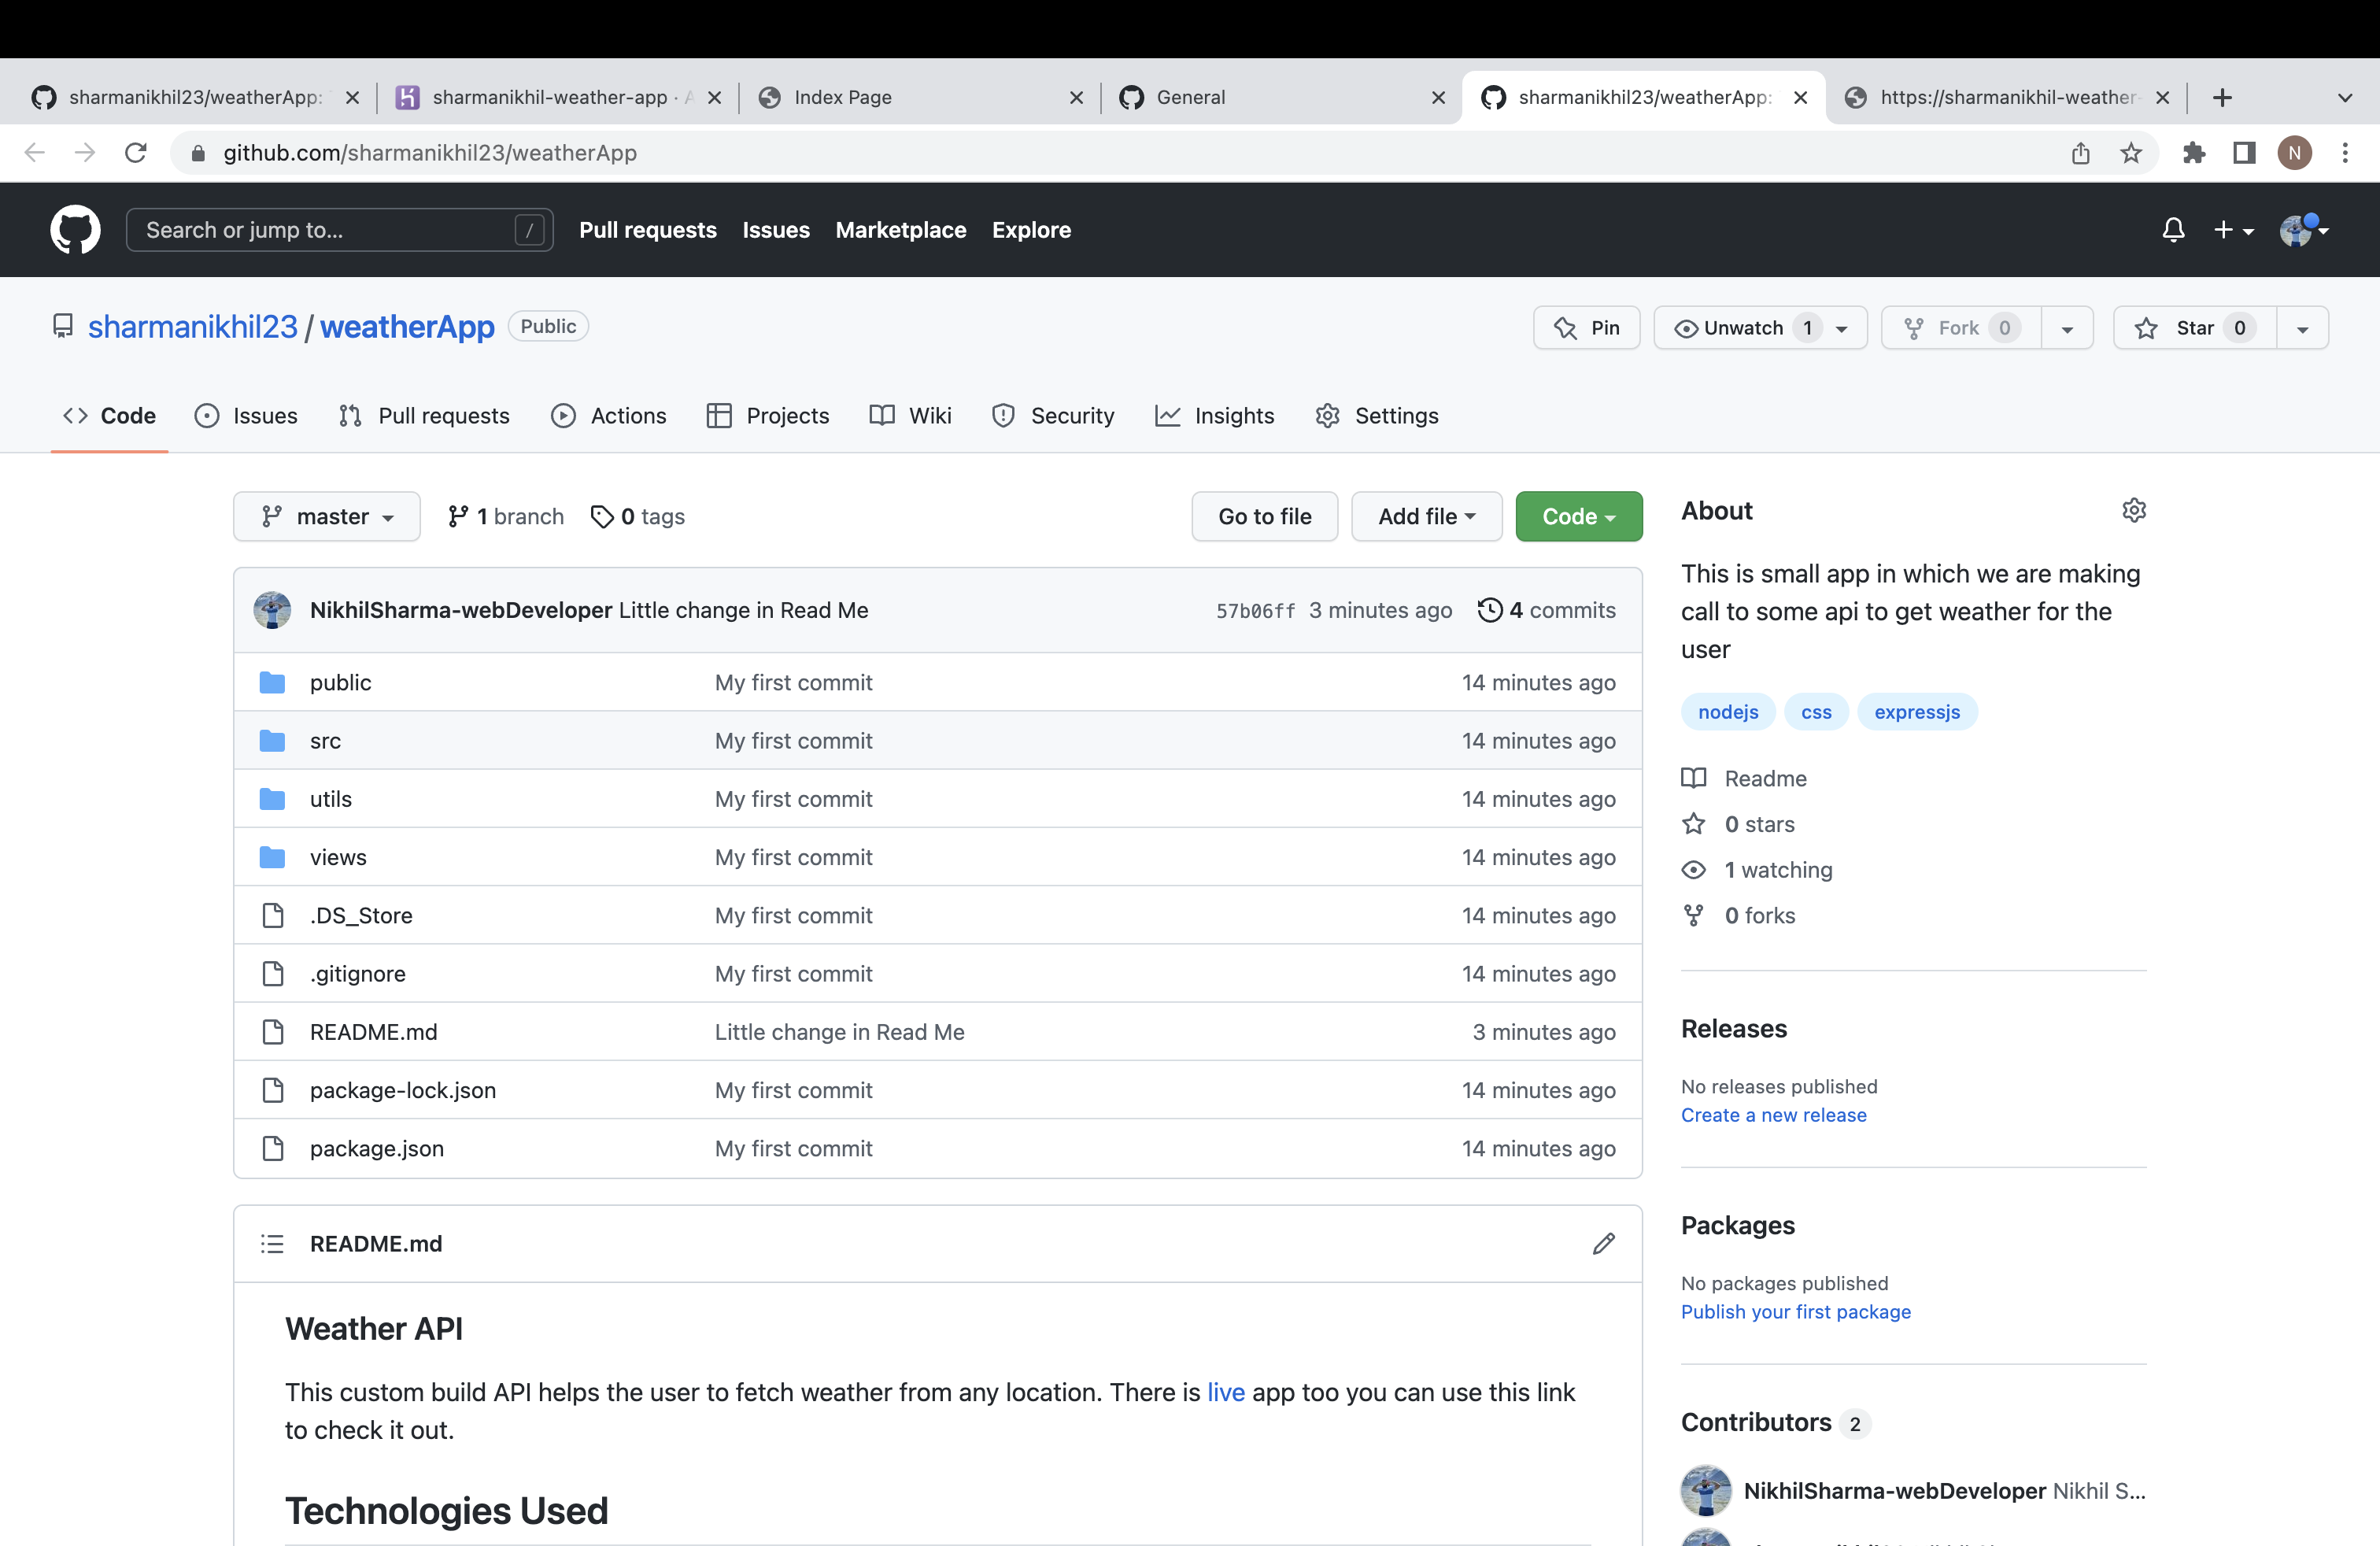 sharmanikhil23/weatherApp:
sharmanikhil-weather-app ·
Index Page
General
sharmanikhil23/weatherApp:
https://sharmanikhil-weather-
github.com/sharmanikhil23/weatherApp
N
Search or jump to...
/
Pull requests
Issues
Marketplace
Explore
sharmanikhil23 / weatherApp
Public
Pin
Unwatch 1
Fork 0
Star 0
Code
Issues
Pull requests
Actions
Projects
Wiki
Security
Insights
Settings
master
1 branch
0 tags
Go to file
Add file
Code
NikhilSharma-webDeveloper Little change in Read Me
57b06ff 3 minutes ago
4 commits
public My first commit 14 minutes ago
src My first commit 14 minutes ago
utils My first commit 14 minutes ago
views My first commit 14 minutes ago
.DS_Store My first commit 14 minutes ago
.gitignore My first commit 14 minutes ago
README.md Little change in Read Me 3 minutes ago
package-lock.json My first commit 14 minutes ago
package.json My first commit 14 minutes ago
README.md
Weather API
This custom build API helps the user to fetch weather from any location. There is live app too you can use this link
to check it out.
Technologies Used
About
This is small app in which we are making
call to some api to get weather for the
user
nodejs
css
expressjs
Readme
0 stars
1 watching
0 forks
Releases
No releases published
Create a new release
Packages
No packages published
Publish your first package
Contributors 2
NikhilSharma-webDeveloper Nikhil S...